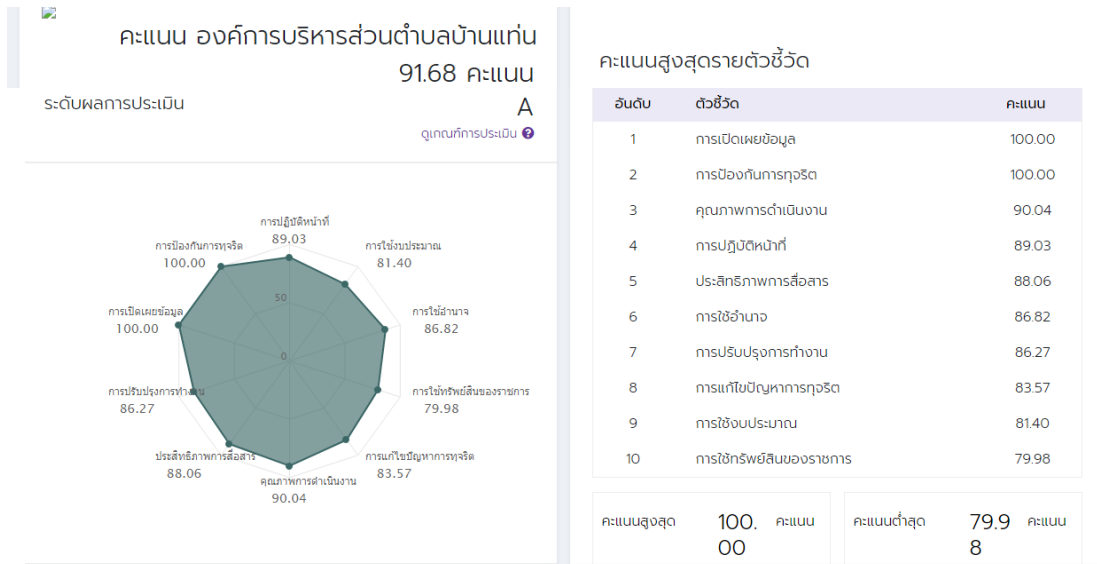 คะแนน องค์การบริหารส่วนตำบลบ้านแท่น
91.68 คะแนน
ระดับผลการประเมิน
A
ดูเกณฑ์การประเมิน ?
การปฏิบัติหน้าที่
89.03
การป้องกันการทุจริต
100.00
การใช้งบประมาณ
81.40
50
การเปิดเผยข้อมูล
100.00
การใช้อำนาจ
86.82
0
การปรับปรุงการทำงาน
86.27
การใช้ทรัพย์สินของราชการ
79.98
ประสิทธิภาพการสื่อสาร
88.06
การแก้ไขปัญหาการทุจริต
83.57
คุณภาพการดำเนินงาน
90.04
คะแนนสูงสุดรายตัวชี้วัด
อันดับ ตัวชี้วัด คะแนน
1 การเปิดเผยข้อมูล 100.00
2 การป้องกันการทุจริต 100.00
3 คุณภาพการดำเนินงาน 90.04
4 การปฏิบัติหน้าที่ 89.03
5 ประสิทธิภาพการสื่อสาร 88.06
6 การใช้อำนาจ 86.82
7 การปรับปรุงการทำงาน 86.27
8 การแก้ไขปัญหาการทุจริต 83.57
9 การใช้งบประมาณ 81.40
10 การใช้ทรัพย์สินของราชการ 79.98
คะแนนสูงสุด 100. คะแนน
00
คะแนนต่ำสุด 79.9 คะแนน
8